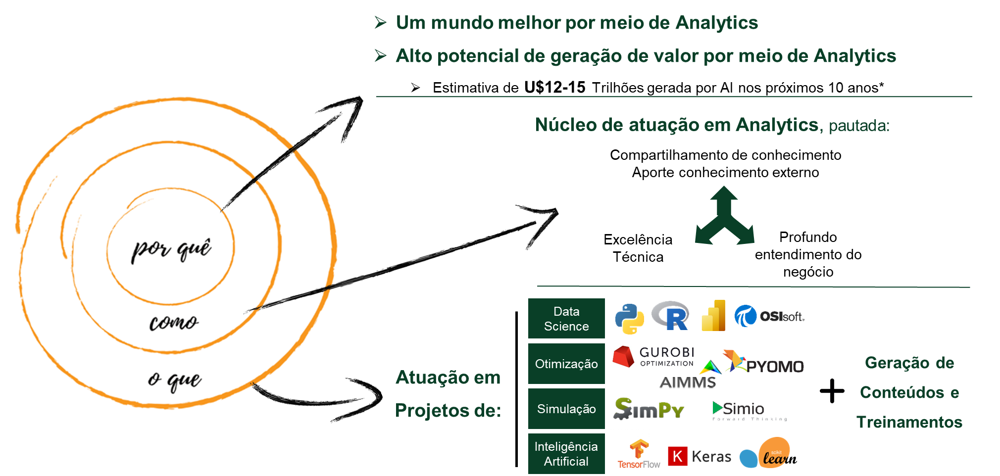 Um mundo melhor por meio de Analytics
Alto potencial de geração de valor por meio de Analytics
Estimativa de U$12-15 Trilhões gerada por AI nos próximos 10 anos*
Núcleo de atuação em Analytics, pautada:
Compartilhamento de conhecimento
Aporte conhecimento externo
Excelência
Técnica
Profundo
entendimento do
negócio
por quê
como
o que
Atuação em
Projetos de:
Data
Science
R
OSIsoft.
Otimização
GUROBI
OPTIMIZATION
AIMMS
PYOMO
Simulação
SimPy
Simio
Forward Thinking
Inteligência
Artificial
TensorFlow
K Keras
scikit
learn
+
Geração de
Conteúdos e
Treinamentos